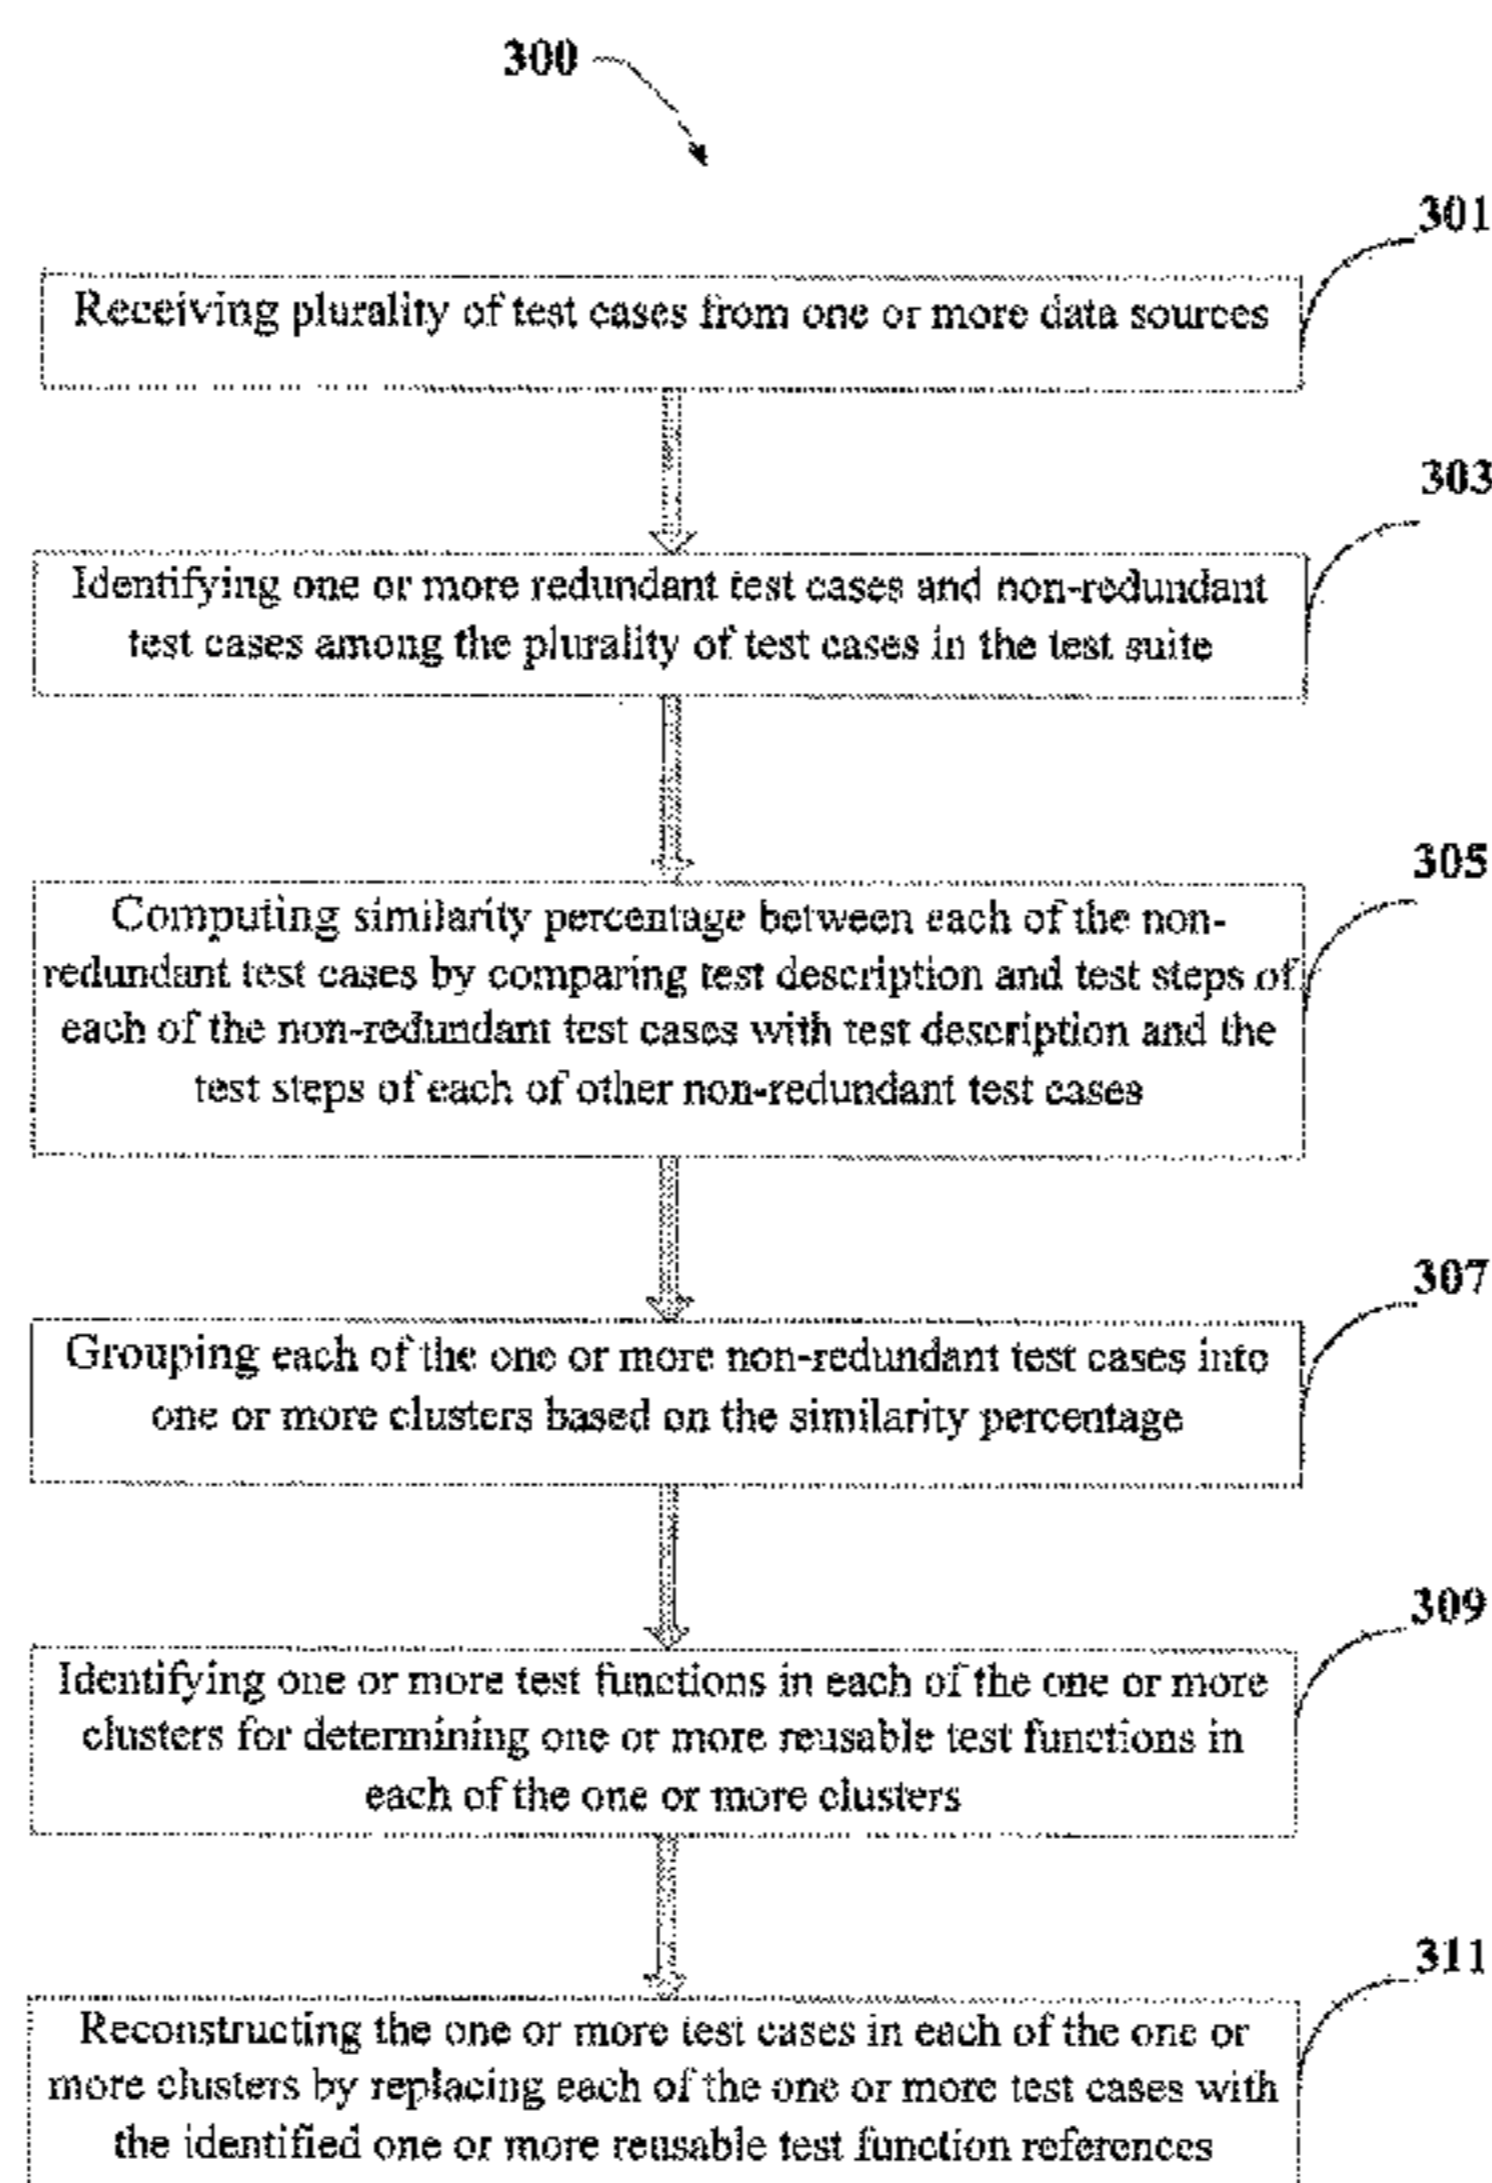 300
301
Receiving plurality of test cases from one or more data sources
303
Identifying one or more redundant test cases and non-redundant
test cases among the plurality of test cases in the test suite
305
Computing similarity percentage between each of the non-
redundant test cases by comparing test description and test steps of
each of the non-redundant test cases with test description and the
test steps of each of other non-redundant test cases
307
Grouping each of the one or more non-redundant test cases into
one or more clusters based on the similarity percentage
309
Identifying one or more test functions in each of the one or more
clusters for determining one or more reusable test functions in
each of the one or more clusters
311
Reconstructing the one or more test cases in each of the one or
more clusters by replacing each of the one or more test cases with
the identified one or more reusable test function references